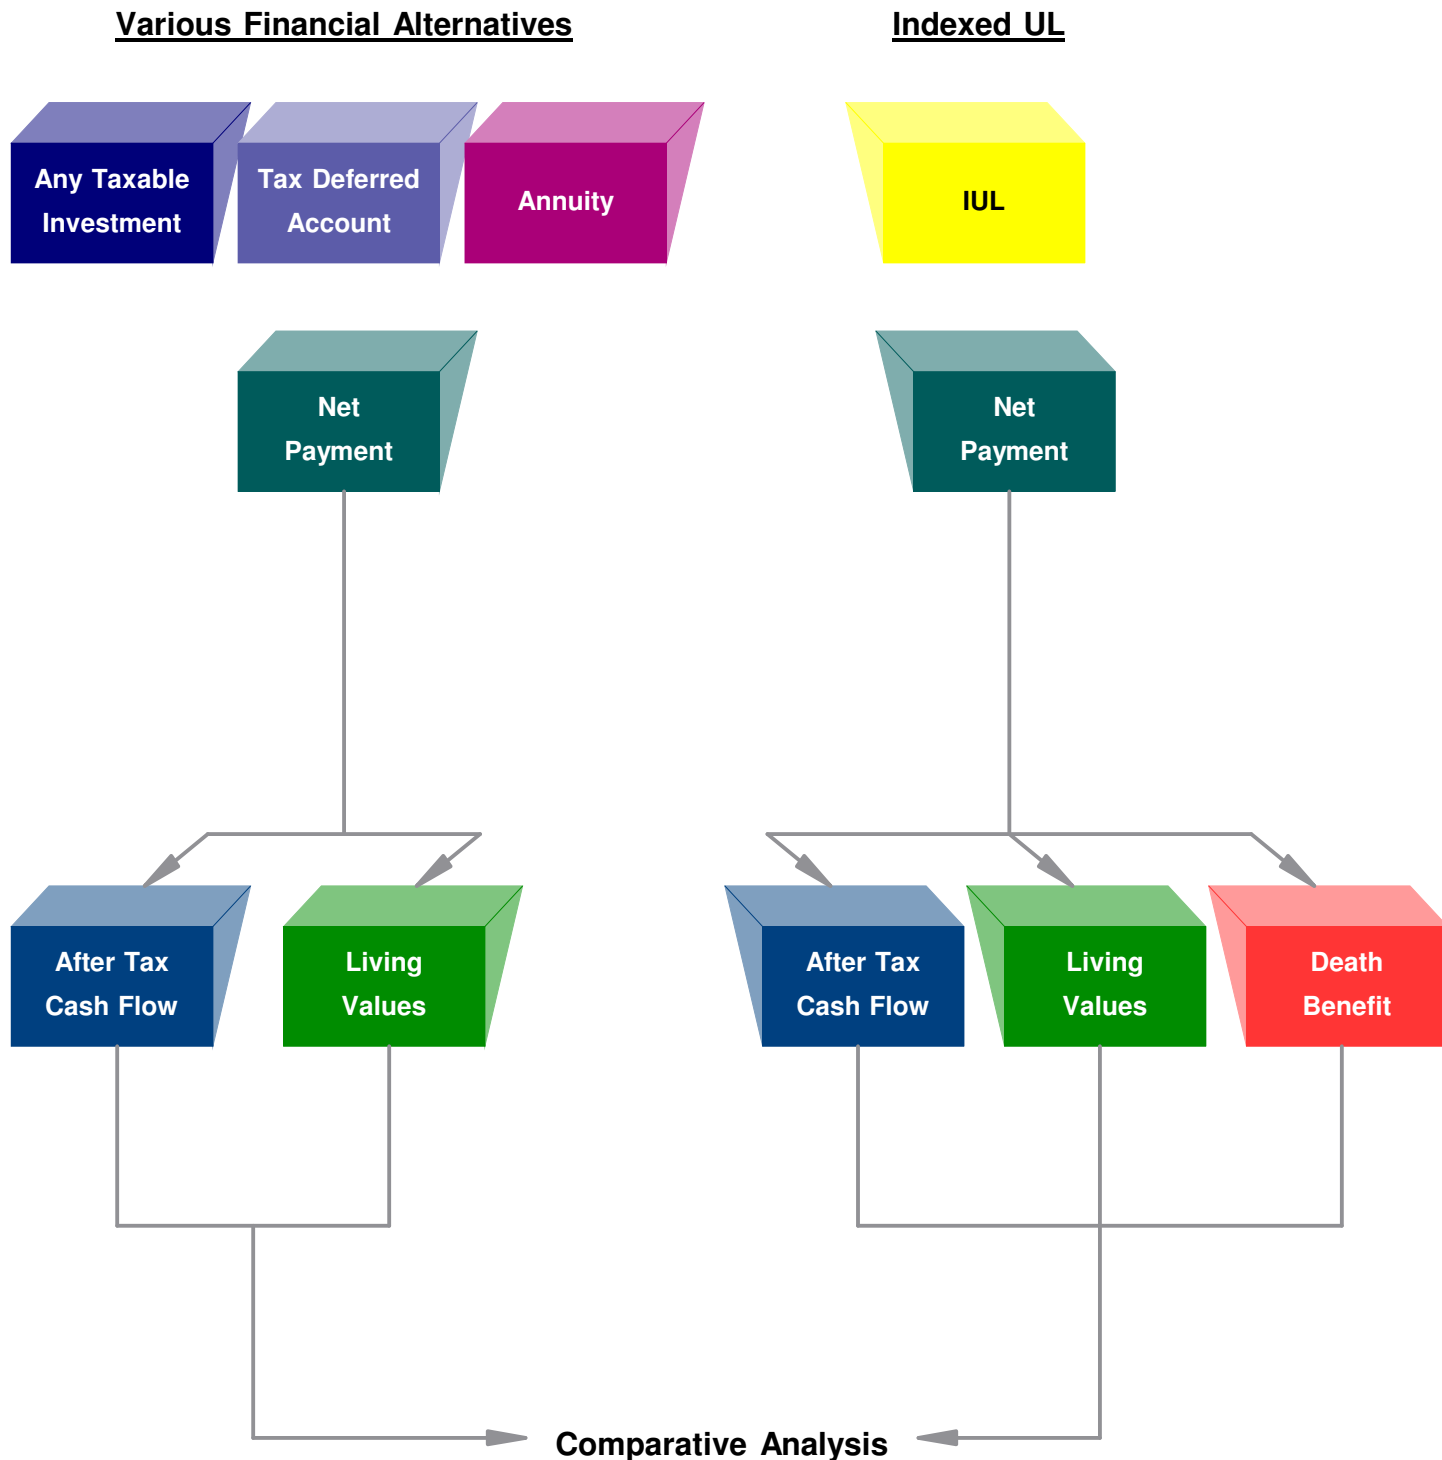 Various Financial Alternatives
Indexed UL
Any Taxable
Investment
Tax Deferred
Account
Annuity
IUL
Net
Payment
Net
Payment
After Tax
Cash Flow
Living
Values
After Tax
Cash Flow
Living
Values
Death
Benefit
Comparative Analysis